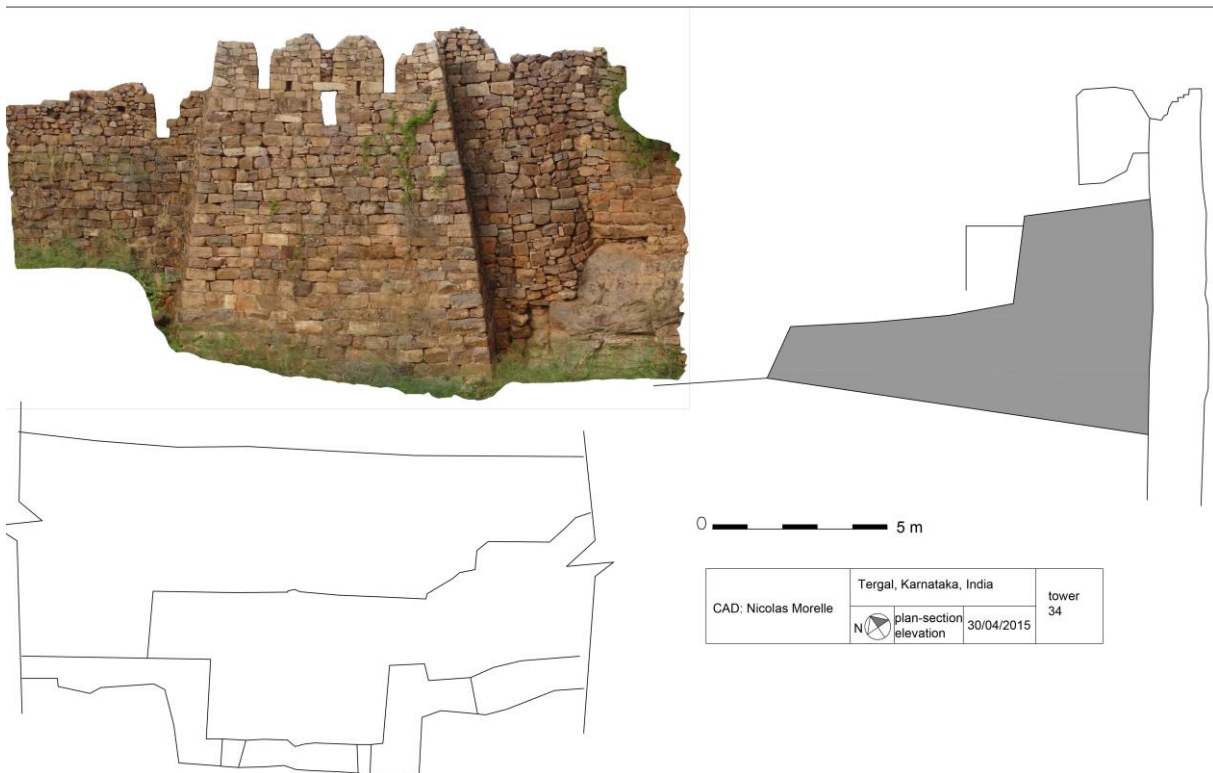 0 5 m
CAD: Nicolas Morelle
Tergal, Karnataka, India
N
plan-section
elevation
30/04/2015
tower
34